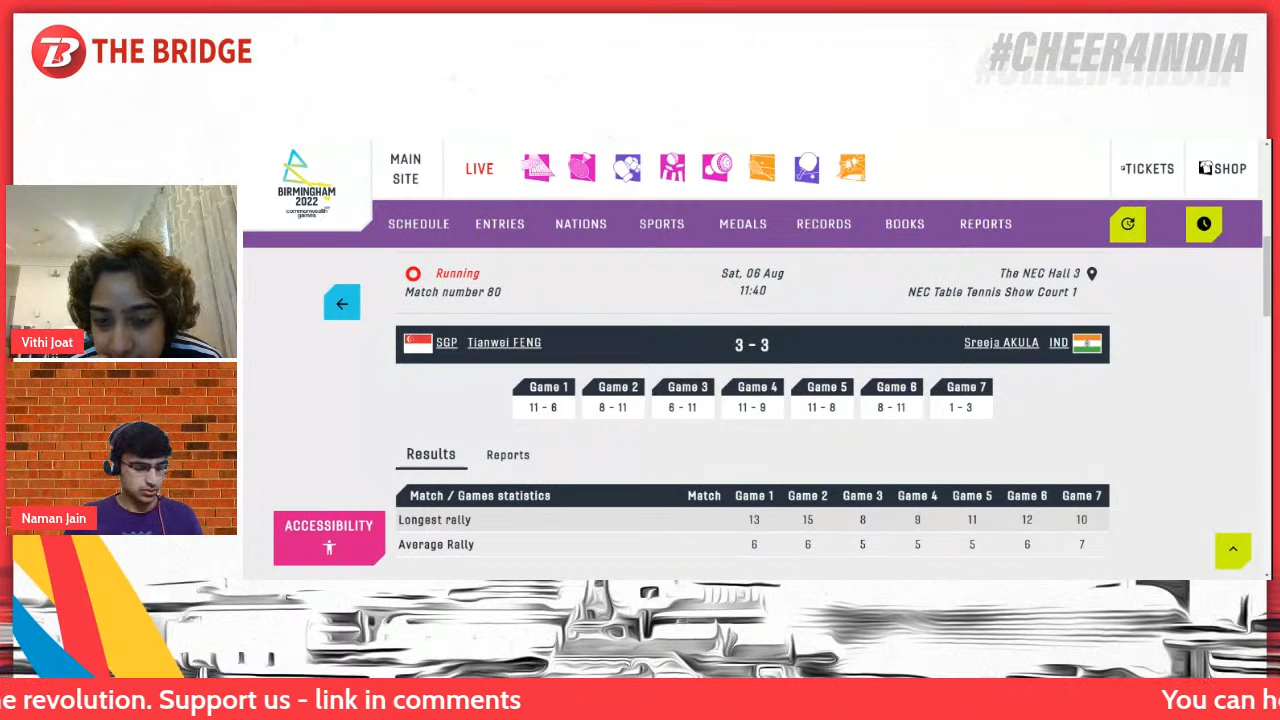 THE BRIDGE
#CHEER4INDIA
BIRMINGHAM
2022
commonwealth
games
MAIN
SITE
LIVE
TICKETS
SHOP
SCHEDULE ENTRIES NATIONS SPORTS MEDALS RECORDS BOOKS REPORTS
Running
Match number 80
Sat, 06 Aug
11:40
The NEC Hall 3
NEC Table Tennis Show Court 1
SGP Tianwei FENG 3 - 3 Sreeja AKULA IND
Game 1 Game 2 Game 3 Game 4 Game 5 Game 6 Game 7
11 - 6 8 - 11 6 - 11 11 - 9 11 - 8 8 - 11 1 - 3
Results Reports
Match / Games statistics Match Game 1 Game 2 Game 3 Game 4 Game 5 Game 6 Game 7
Longest rally 13 15 8 9 11 12 10
Average Rally 6 6 5 5 5 6 7
ACCESSIBILITY
Vithi Joat
Naman Jain
he revolution. Support us - link in comments
You can he